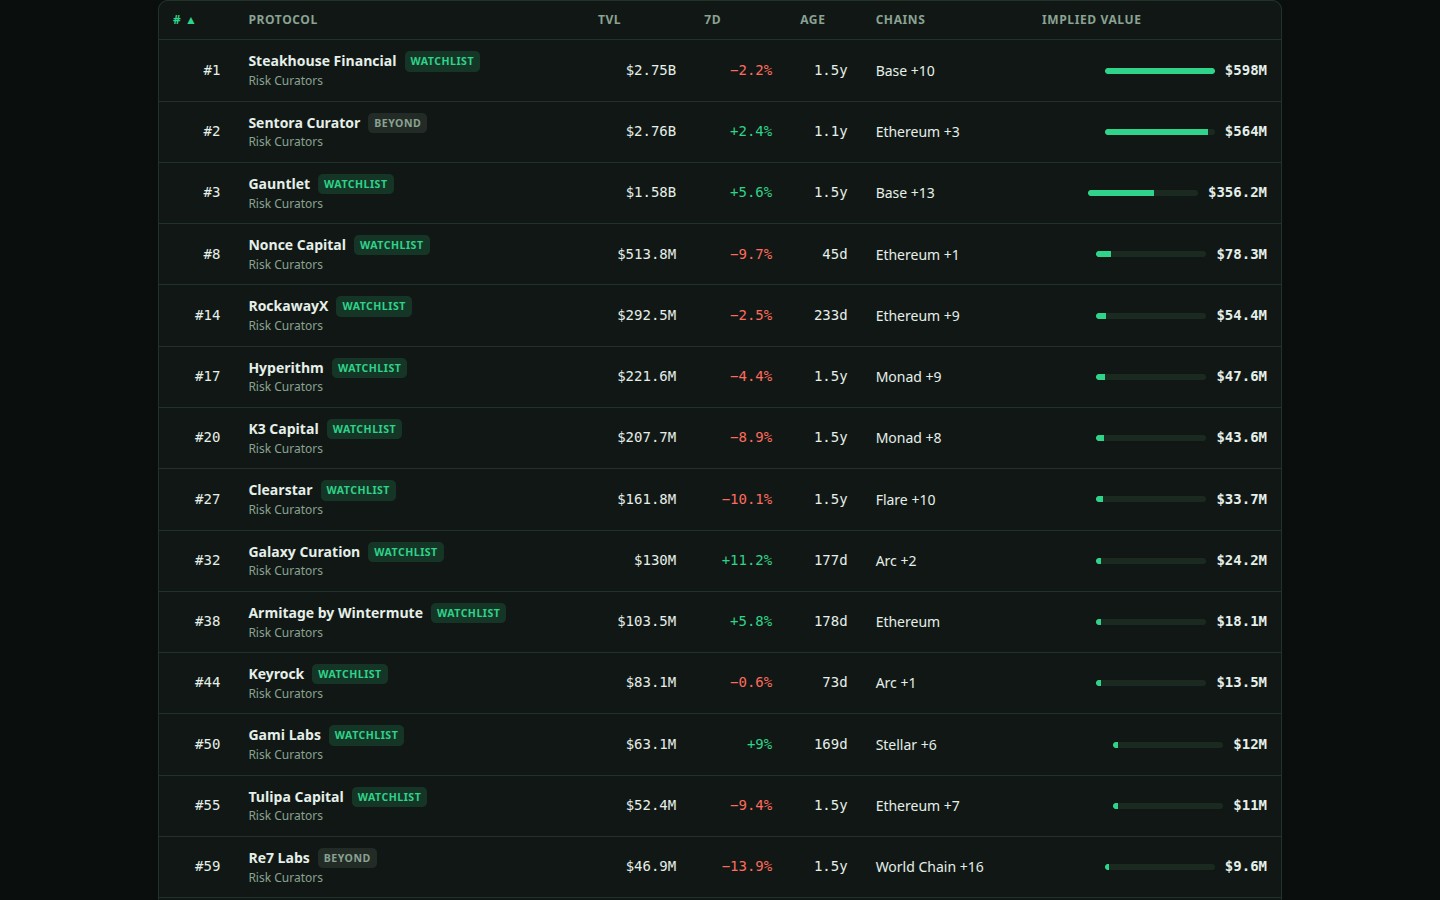 # ▲ PROTOCOL TVL 7D AGE CHAINS IMPLIED VALUE
#1 Steakhouse Financial WATCHLIST $2.75B −2.2% 1.5y Base +10 $598M
Risk Curators
#2 Sentora Curator BEYOND $2.76B +2.4% 1.1y Ethereum +3 $564M
Risk Curators
#3 Gauntlet WATCHLIST $1.58B +5.6% 1.5y Base +13 $356.2M
Risk Curators
#8 Nonce Capital WATCHLIST $513.8M −9.7% 45d Ethereum +1 $78.3M
Risk Curators
#14 RockawayX WATCHLIST $292.5M −2.5% 233d Ethereum +9 $54.4M
Risk Curators
#17 Hyperithm WATCHLIST $221.6M −4.4% 1.5y Monad +9 $47.6M
Risk Curators
#20 K3 Capital WATCHLIST $207.7M −8.9% 1.5y Monad +8 $43.6M
Risk Curators
#27 Clearstar WATCHLIST $161.8M −10.1% 1.5y Flare +10 $33.7M
Risk Curators
#32 Galaxy Curation WATCHLIST $130M +11.2% 177d Arc +2 $24.2M
Risk Curators
#38 Armitage by Wintermute WATCHLIST $103.5M +5.8% 178d Ethereum $18.1M
Risk Curators
#44 Keyrock WATCHLIST $83.1M −0.6% 73d Arc +1 $13.5M
Risk Curators
#50 Gami Labs WATCHLIST $63.1M +9% 169d Stellar +6 $12M
Risk Curators
#55 Tulipa Capital WATCHLIST $52.4M −9.4% 1.5y Ethereum +7 $11M
Risk Curators
#59 Re7 Labs BEYOND $46.9M −13.9% 1.5y World Chain +16 $9.6M
Risk Curators